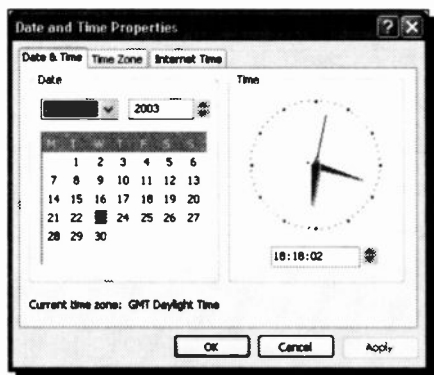 Date and Time Properties
Date & Time Time Zone Internet Time
Date
Time
2003
M T W T F S S
1 2 3 4 5 6
7 8 9 10 11 12 13
14 15 16 17 18 19 20
21 22 24 25 26 27
28 29 30
18:18:02
Current time zone: GMT Daylight Time
OK Cancel Apply